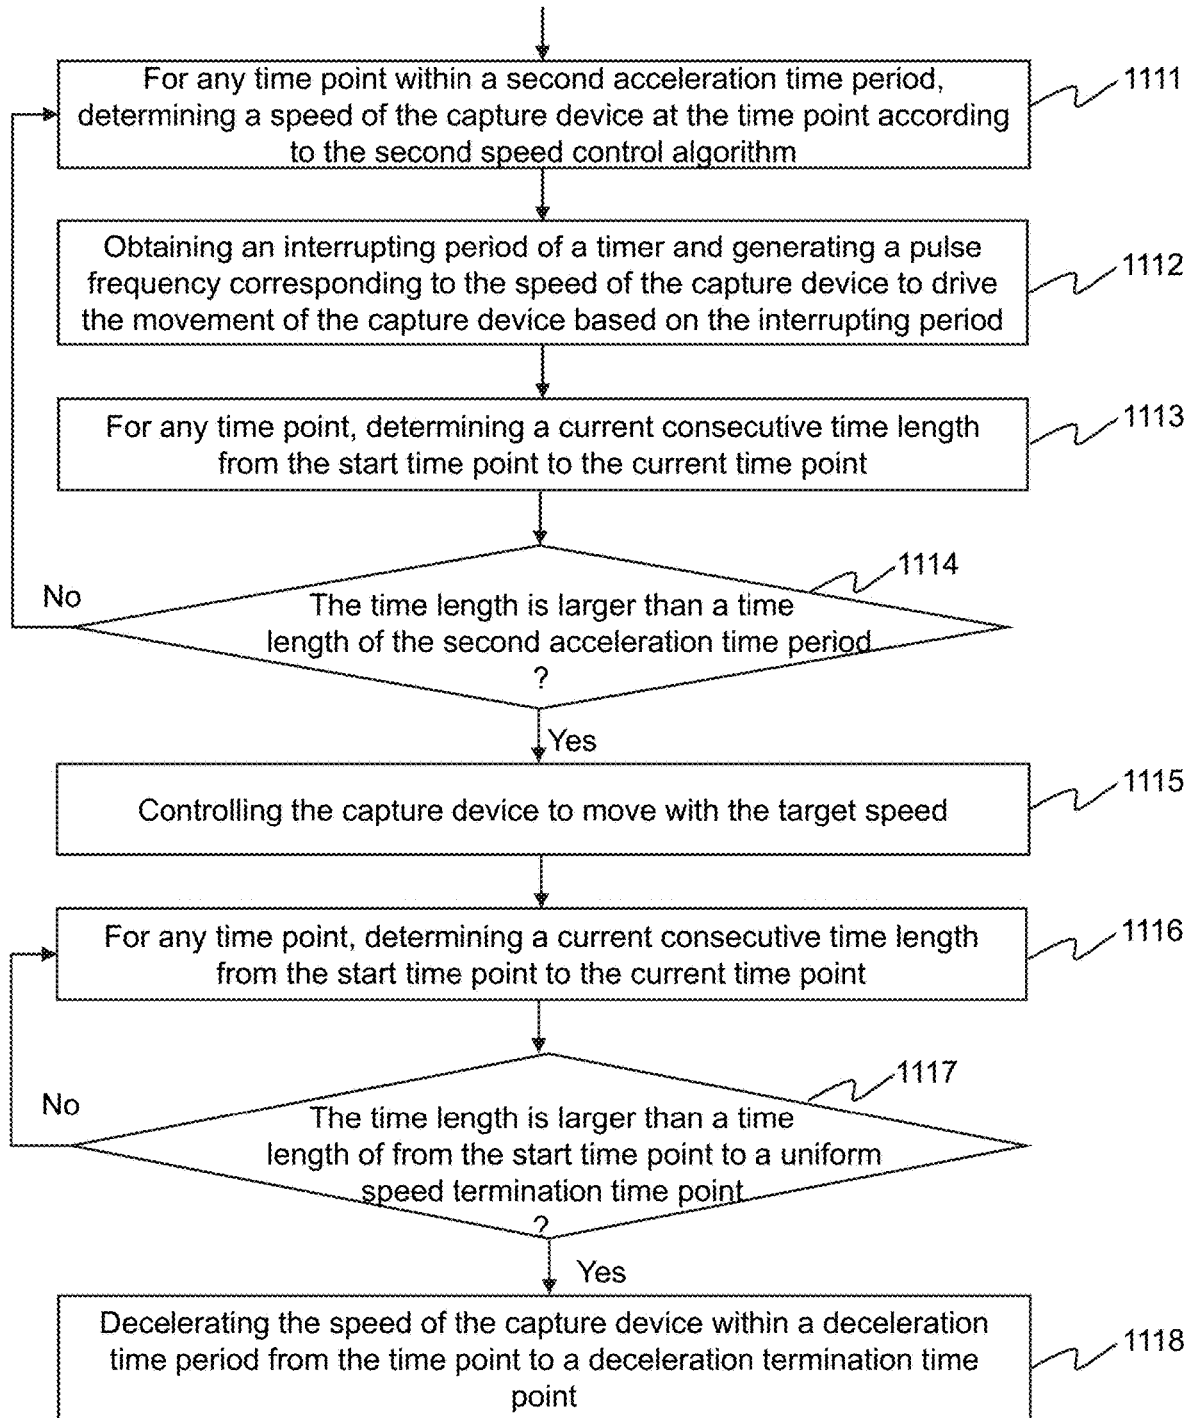 For any time point within a second acceleration time period,
determining a speed of the capture device at the time point according
to the second speed control algorithm
1111
Obtaining an interrupting period of a timer and generating a pulse
frequency corresponding to the speed of the capture device to drive
the movement of the capture device based on the interrupting period
1112
For any time point, determining a current consecutive time length
from the start time point to the current time point
1113
1114
No
The time length is larger than a time
length of the second acceleration time period
?
Yes
Controlling the capture device to move with the target speed
1115
For any time point, determining a current consecutive time length
from the start time point to the current time point
1116
1117
No
The time length is larger than a time
length of from the start time point to a uniform
speed termination time point
?
Yes
Decelerating the speed of the capture device within a deceleration
time period from the time point to a deceleration termination time
point
1118